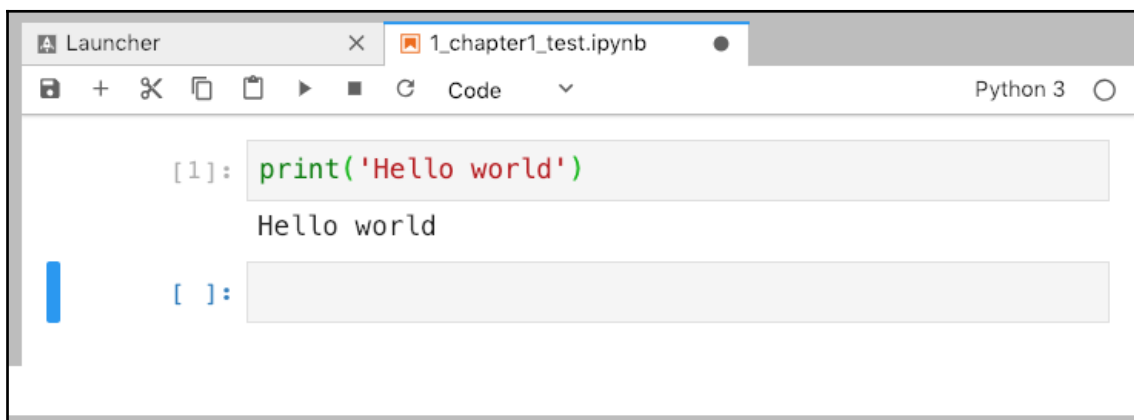 Launcher
1_chapter1_test.ipynb
Code
Python 3
[1]: print('Hello world')
Hello world
[ ]: